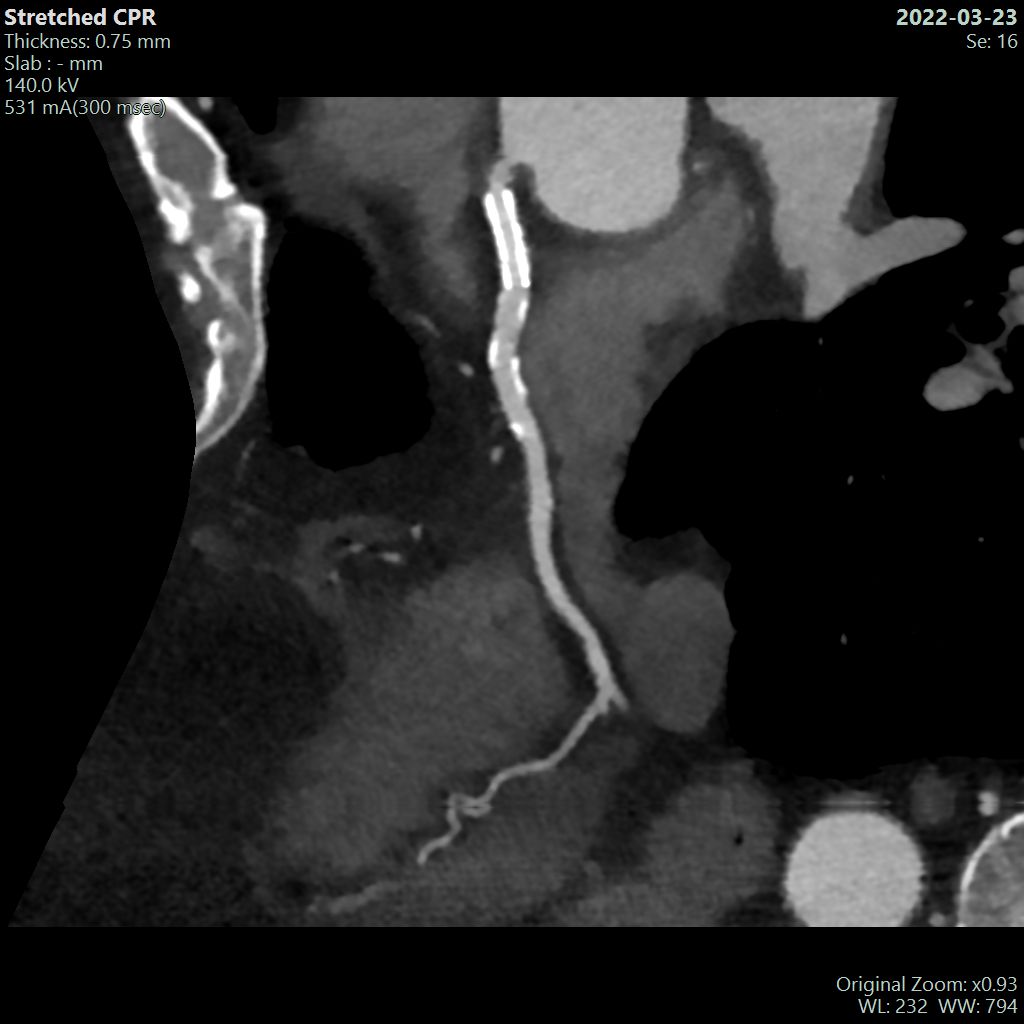 Stretched CPR
Thickness: 0.75 mm
Slab : - mm
140.0 kV
531 mA(300 msec)
2022-03-23
Se: 16
Original Zoom: x0.93
WL: 232 WW: 794